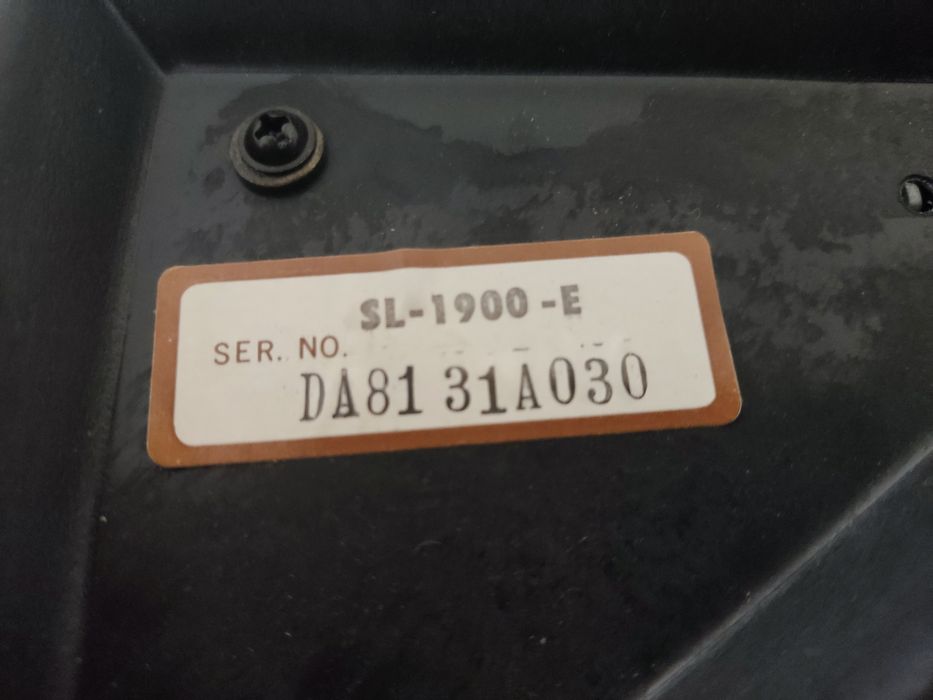 SL-1900-E
SER. NO.
DA81 31A030